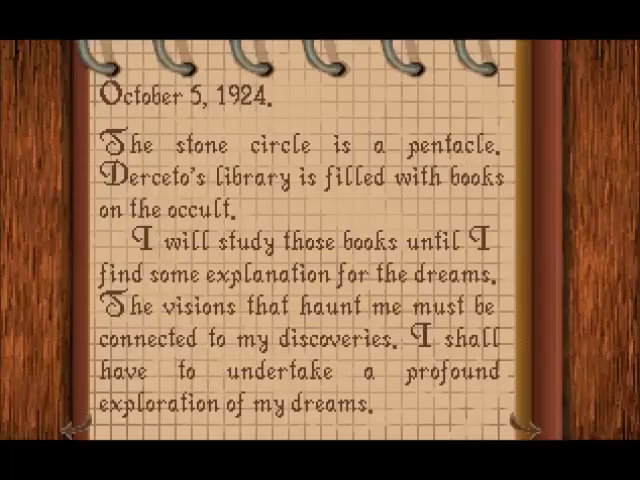 October 5, 1924.
The stone circle is a pentacle.
Derceto's library is filled with books
on the occult.
I will study those books until I
find some explanation for the dreams.
The visions that haunt me must be
connected to my discoveries. I shall
have to undertake a profound
exploration of my dreams.